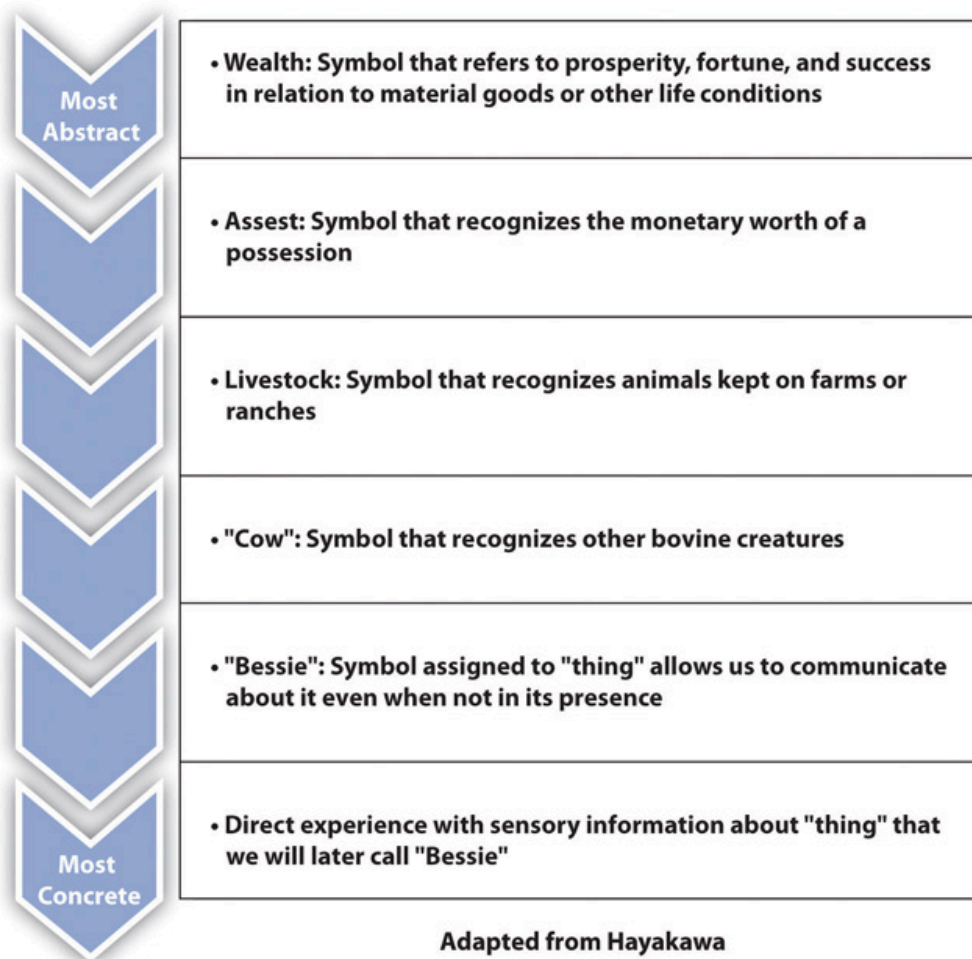 Most
Abstract
• Wealth: Symbol that refers to prosperity, fortune, and success
in relation to material goods or other life conditions
• Assest: Symbol that recognizes the monetary worth of a
possession
• Livestock: Symbol that recognizes animals kept on farms or
ranches
• "Cow": Symbol that recognizes other bovine creatures
• "Bessie": Symbol assigned to "thing" allows us to communicate
about it even when not in its presence
Most
Concrete
• Direct experience with sensory information about "thing" that
we will later call "Bessie"
Adapted from Hayakawa